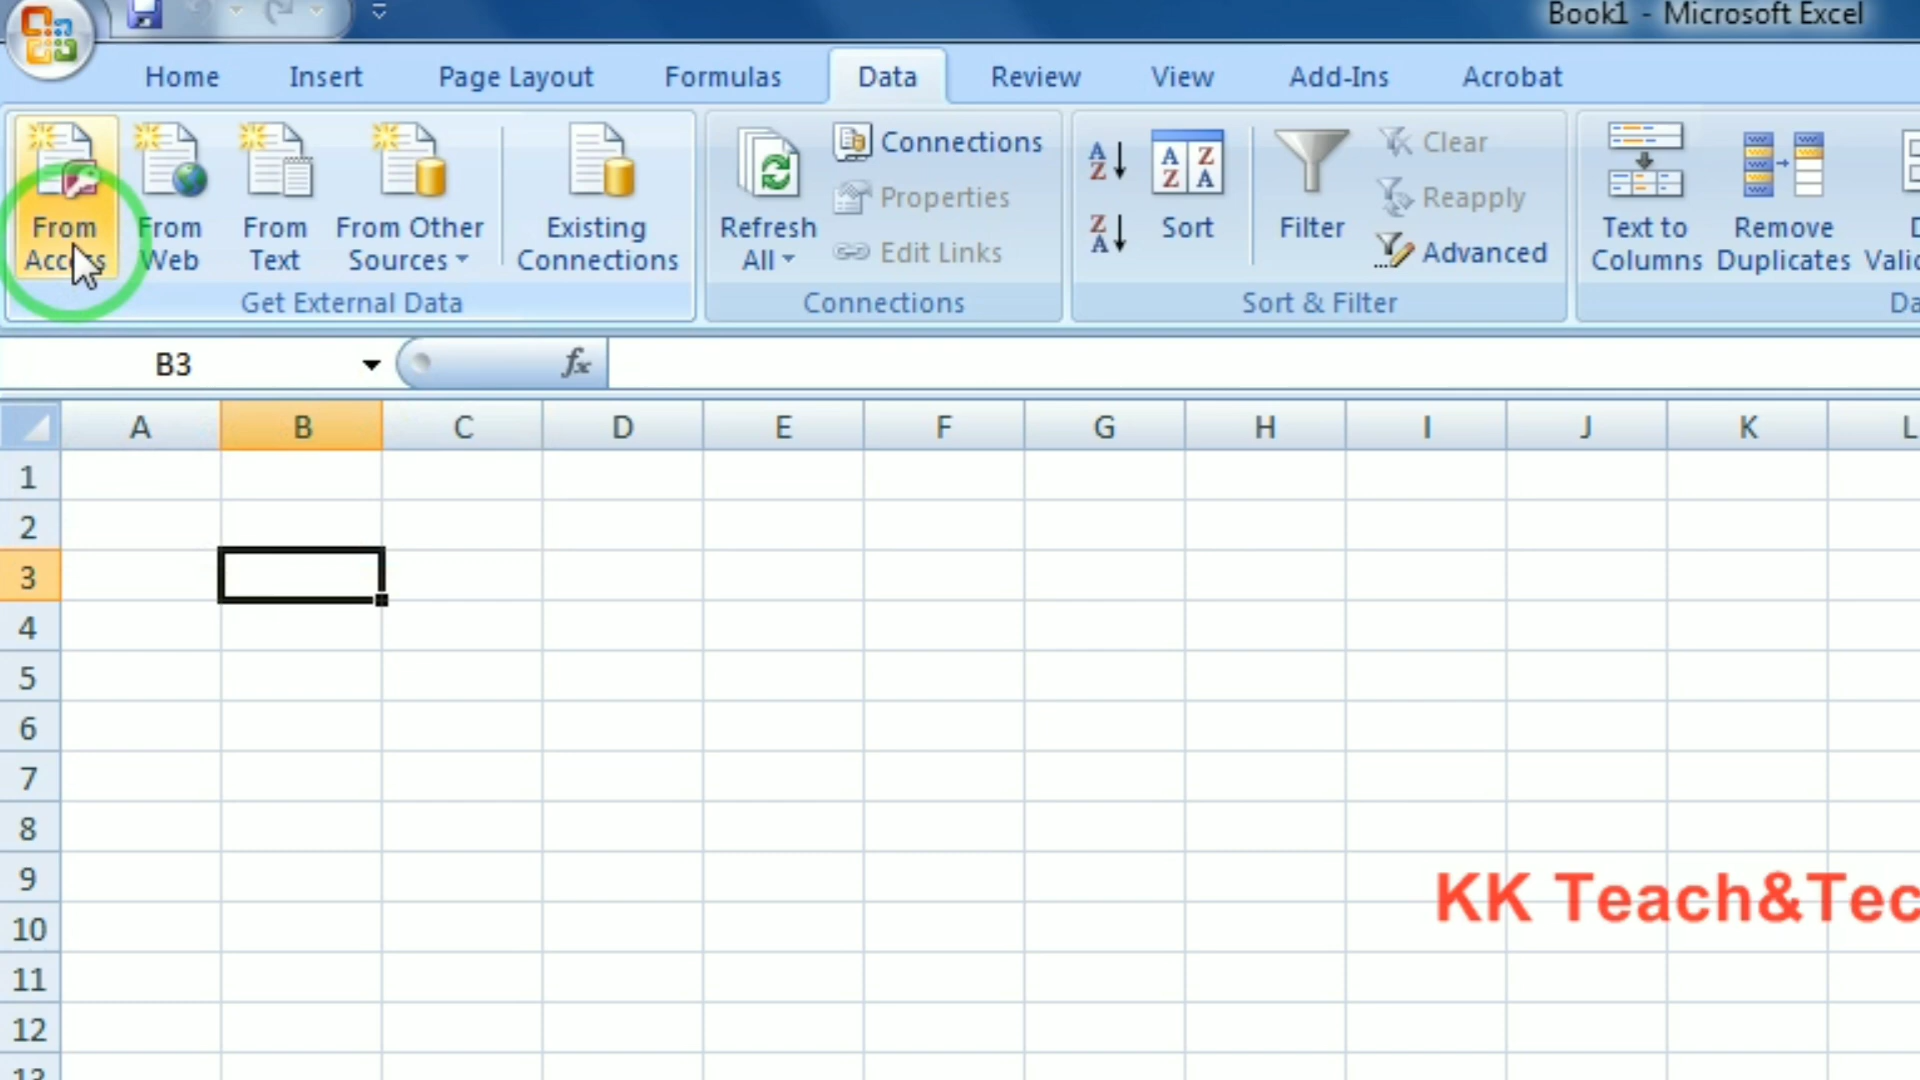 Book1 - Microsoft Excel
Home Insert Page Layout Formulas Data Review View Add-Ins Acrobat
From Access
From Web
From Text
From Other Sources
Existing Connections
Get External Data
Refresh All
Connections
Properties
Edit Links
Connections
A Z
Z A
A Z Z A
Sort
Filter
Clear
Reapply
Advanced
Sort & Filter
Text to Columns
Remove Duplicates
B3
fx
A B C D E F G H I J K L
1
2
3
4
5
6
7
8
9
KK Teach&Tec
10
11
12
13